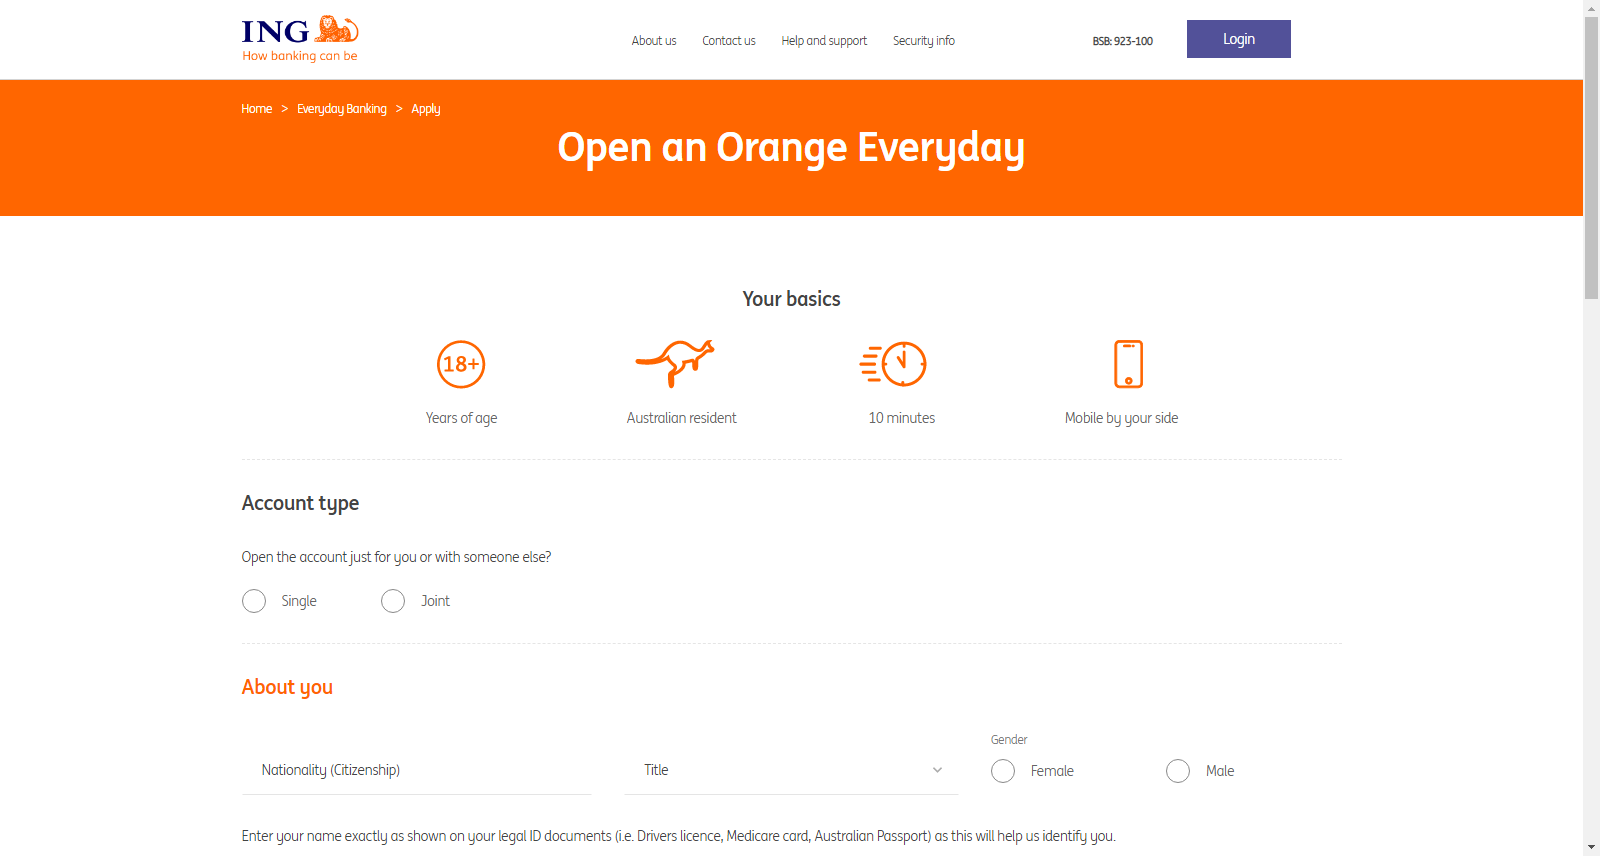 ING
How banking can be
About us
Contact us
Help and support
Security info
BSB: 923-100
Login
Home > Everyday Banking > Apply
Open an Orange Everyday
Your basics
18+
Years of age
Australian resident
10 minutes
Mobile by your side
Account type
Open the account just for you or with someone else?
Single
Joint
About you
Gender
Nationality (Citizenship)
Title
Female
Male
Enter your name exactly as shown on your legal ID documents (i.e. Drivers licence, Medicare card, Australian Passport) as this will help us identify you.